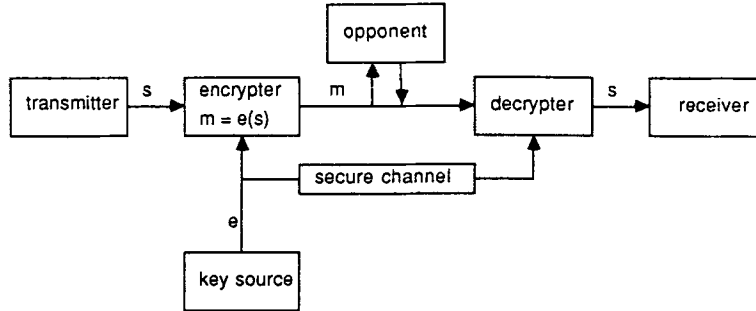 opponent
transmitter
s
encrypter
m = e(s)
m
decrypter
s
receiver
secure channel
e
key source